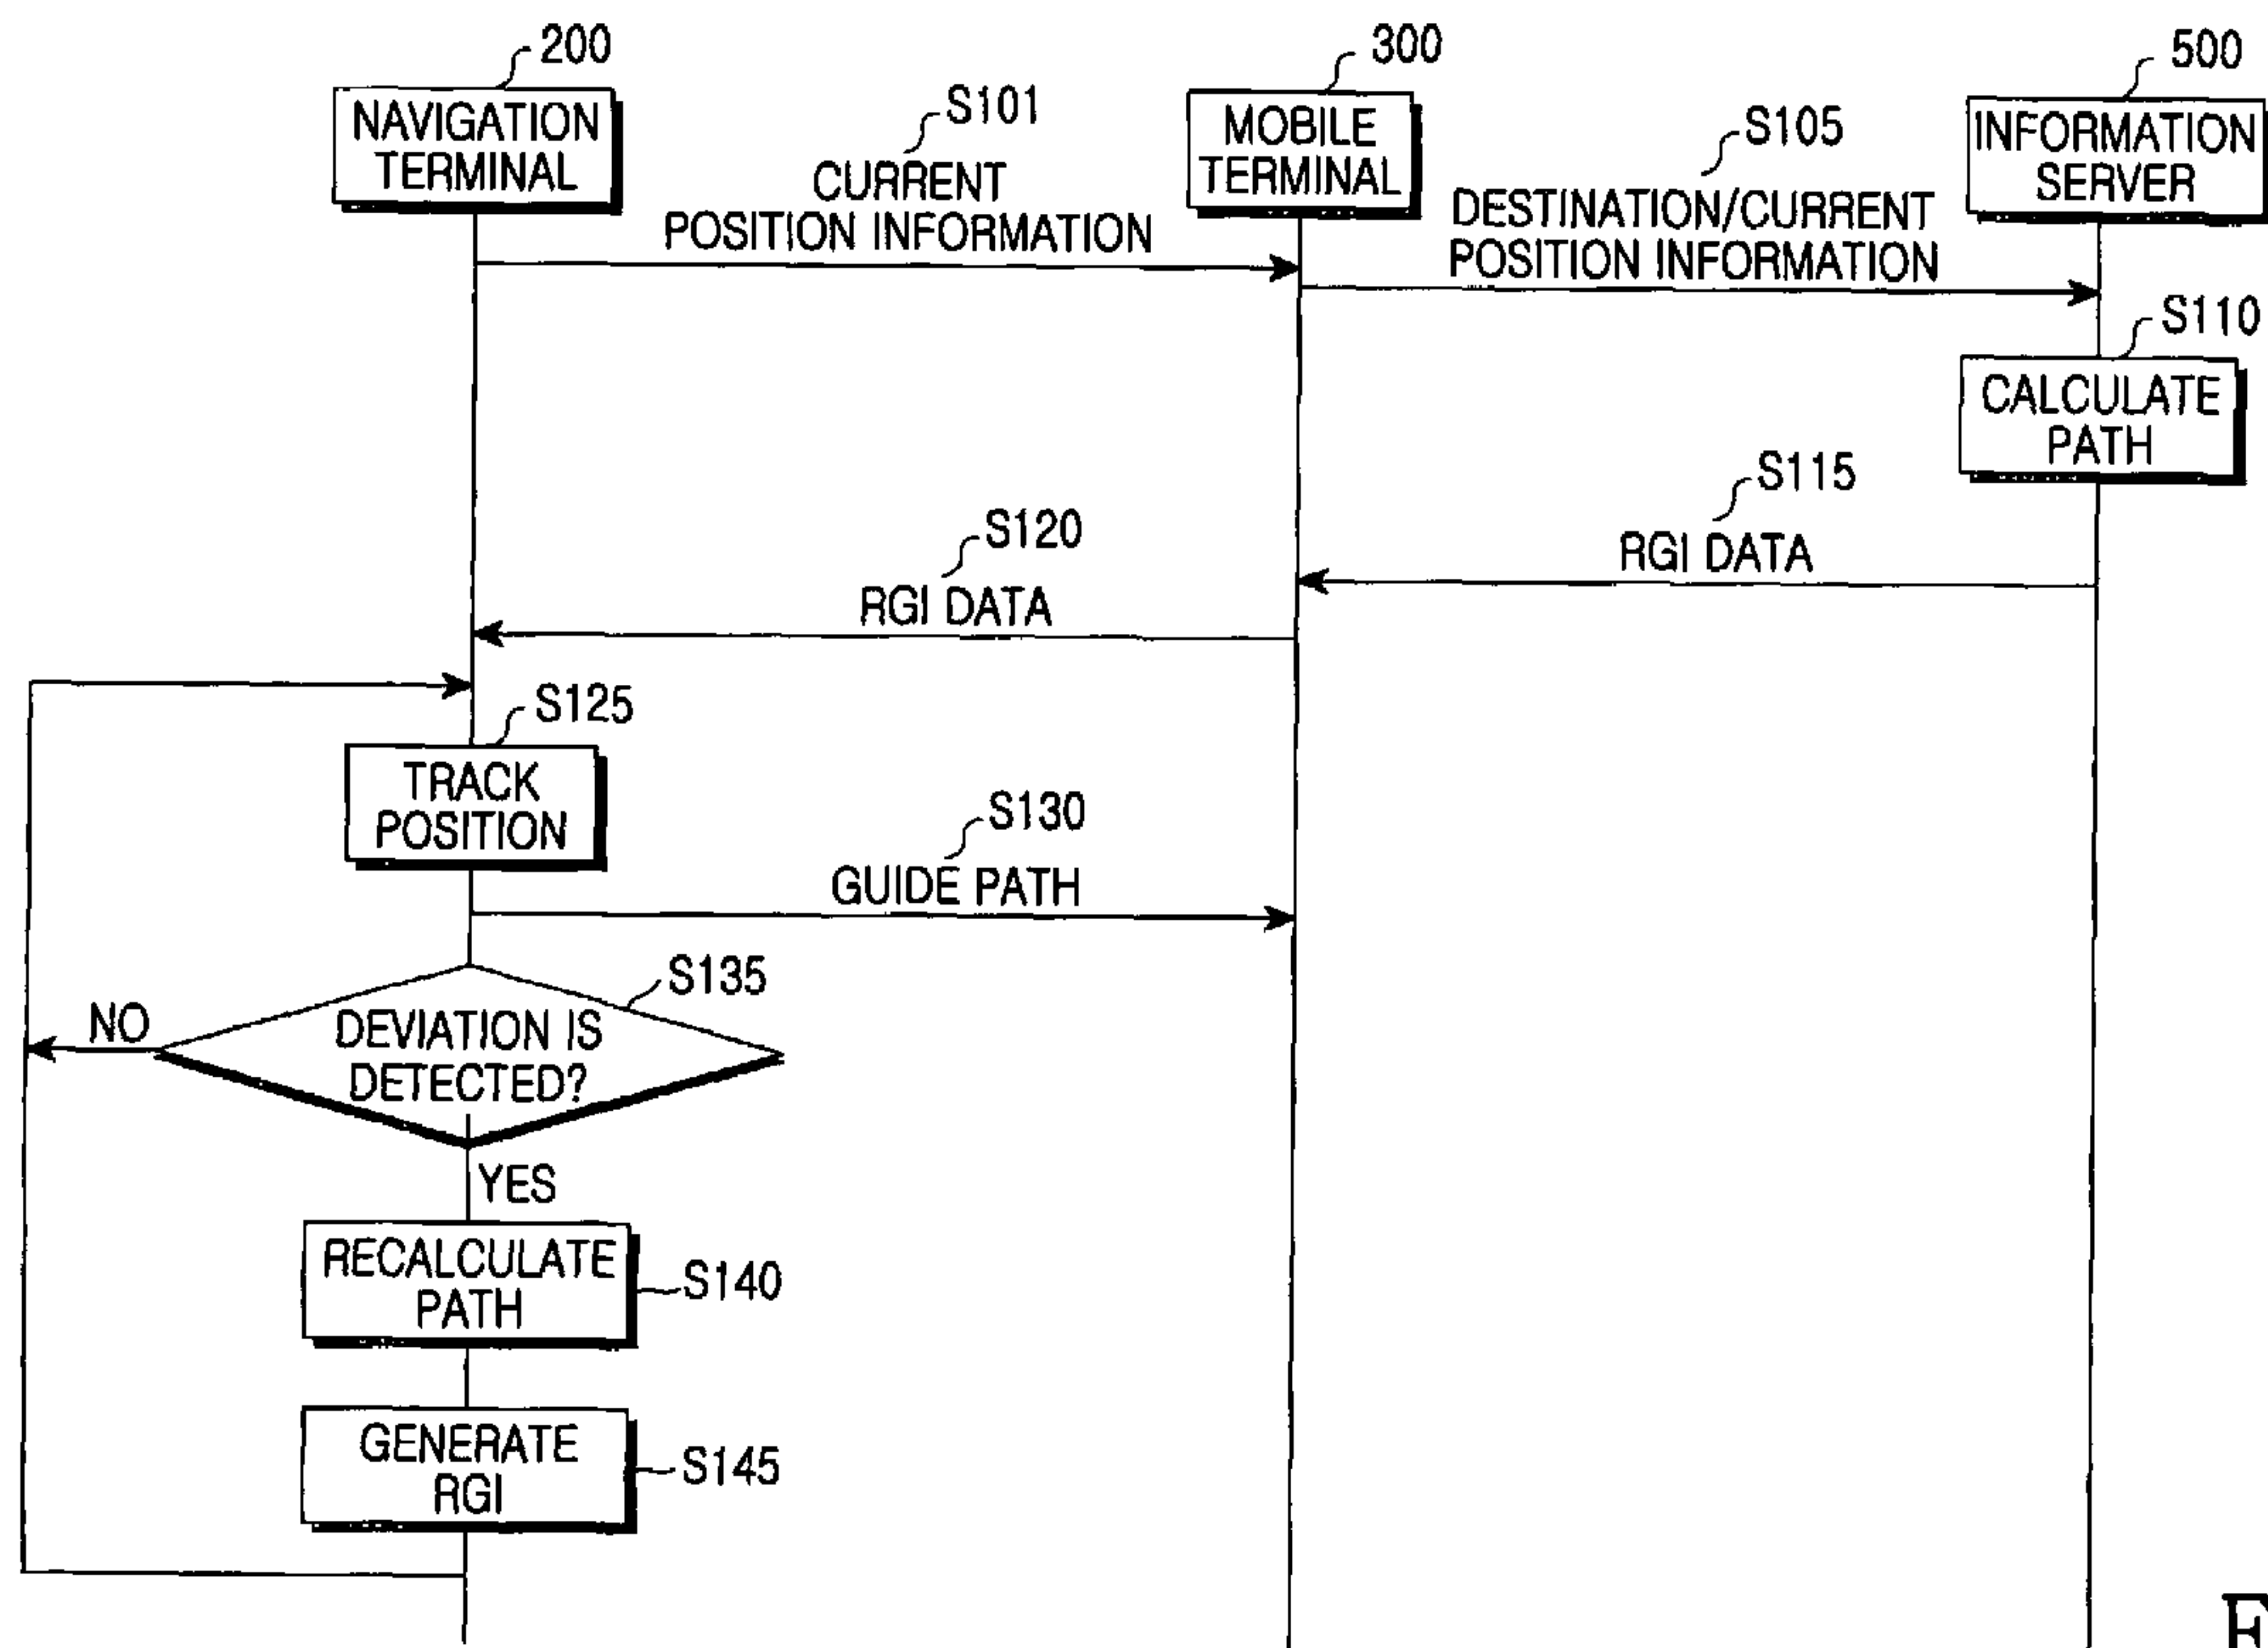 200
NAVIGATION
TERMINAL
300
MOBILE
TERMINAL
500
INFORMATION
SERVER
S101
CURRENT
POSITION INFORMATION
S105
DESTINATION/CURRENT
POSITION INFORMATION
S110
CALCULATE
PATH
S115
RGI DATA
S120
RGI DATA
S125
TRACK
POSITION
S130
GUIDE PATH
S135
DEVIATION IS
DETECTED?
NO
YES
RECALCULATE
PATH
S140
GENERATE
RGI
S145